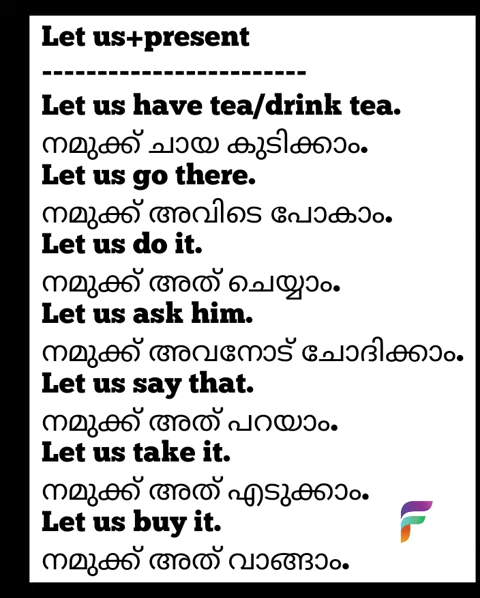 Let us+present
------------------------
Let us have tea/drink tea.
നമുക്ക് ചായ കുടിക്കാം.
Let us go there.
നമുക്ക് അവിടെ പോകാം.
Let us do it.
നമുക്ക് അത് ചെയ്യാം.
Let us ask him.
നമുക്ക് അവനോട് ചോദിക്കാം.
Let us say that.
നമുക്ക് അത് പറയാം.
Let us take it.
നമുക്ക് അത് എടുക്കാം.
Let us buy it.
നമുക്ക് അത് വാങ്ങാം.